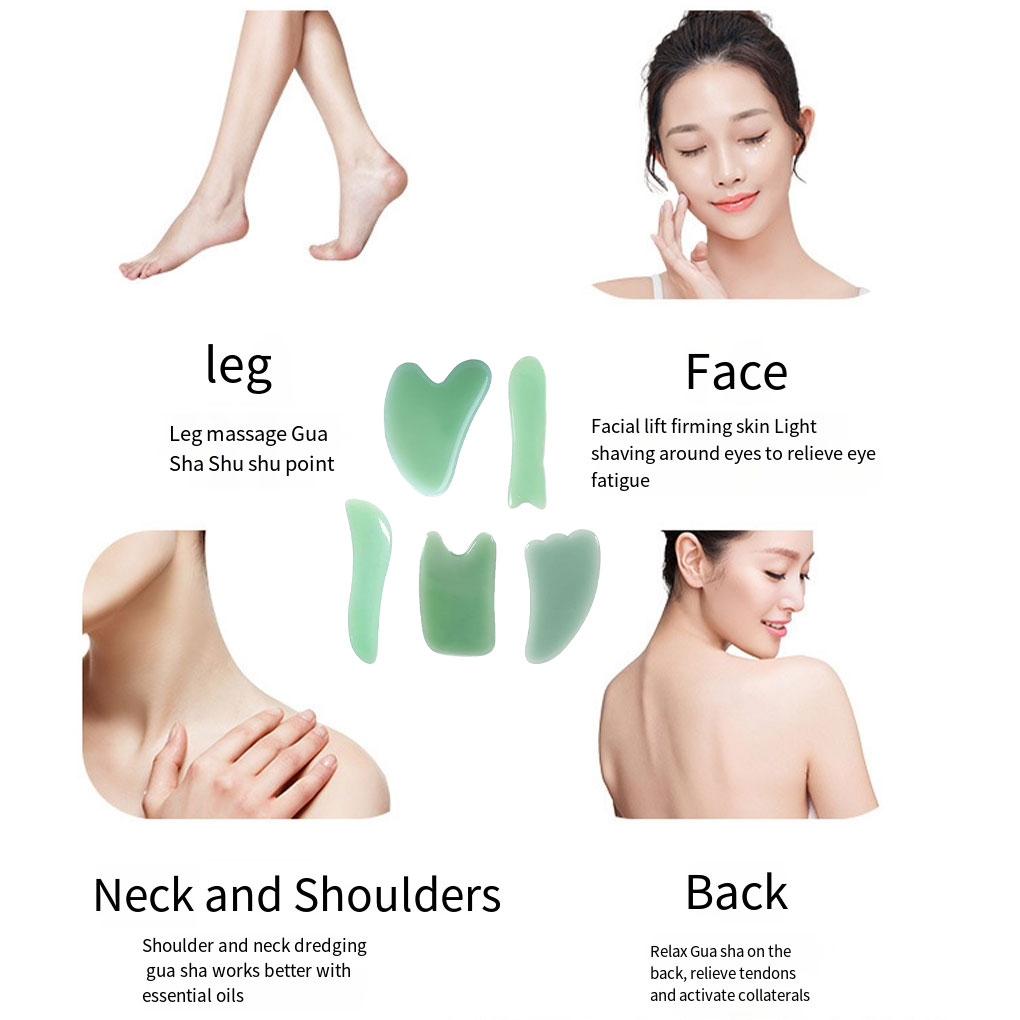 leg
Leg massage Gua
Sha Shu shu point
Face
Facial lift firming skin Light
shaving around eyes to relieve eye
fatigue
Neck and Shoulders
Shoulder and neck dredging
gua sha works better with
essential oils
Back
Relax Gua sha on the
back, relieve tendons
and activate collaterals